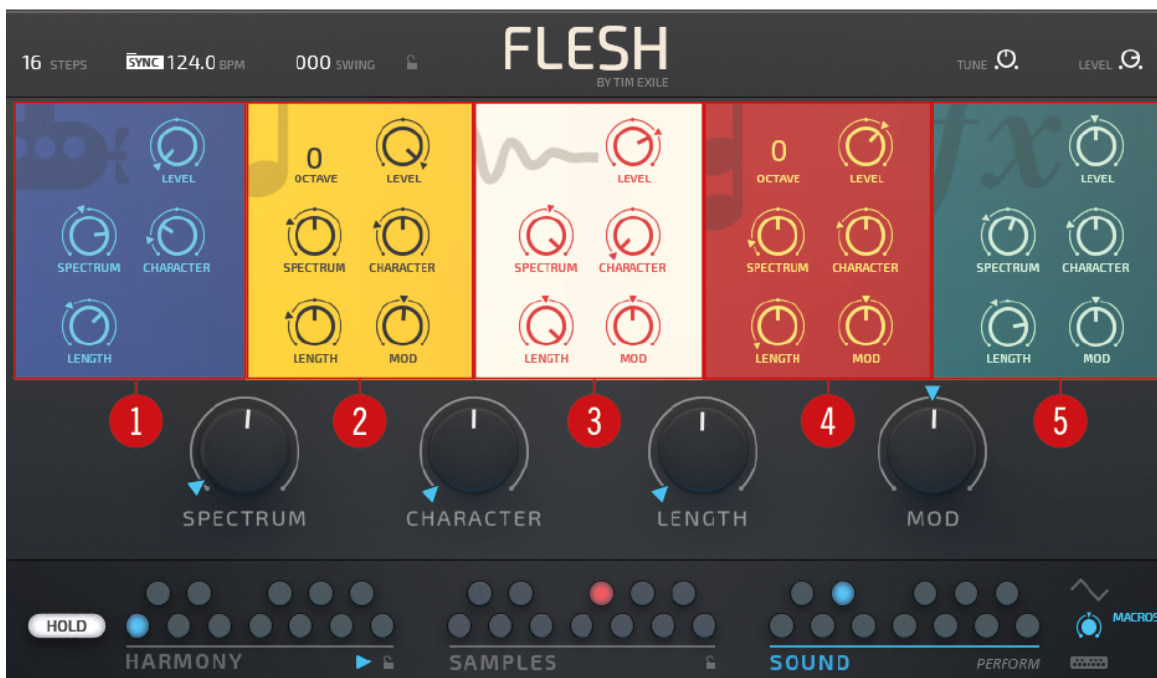 FLESH
BY TIM EXILE
16 STEPS SYNC 124.0 BPM 000 SWING TUNE LEVEL
fx
LEVEL 0 OCTAVE LEVEL LEVEL 0 OCTAVE LEVEL LEVEL
SPECTRUM CHARACTER SPECTRUM CHARACTER SPECTRUM CHARACTER SPECTRUM CHARACTER SPECTRUM CHARACTER
LENGTH LENGTH MOD LENGTH MOD LENGTH MOD LENGTH MOD
1 2 3 4 5
SPECTRUM CHARACTER LENGTH MOD
HOLD MACROS
HARMONY SAMPLES SOUND PERFORM